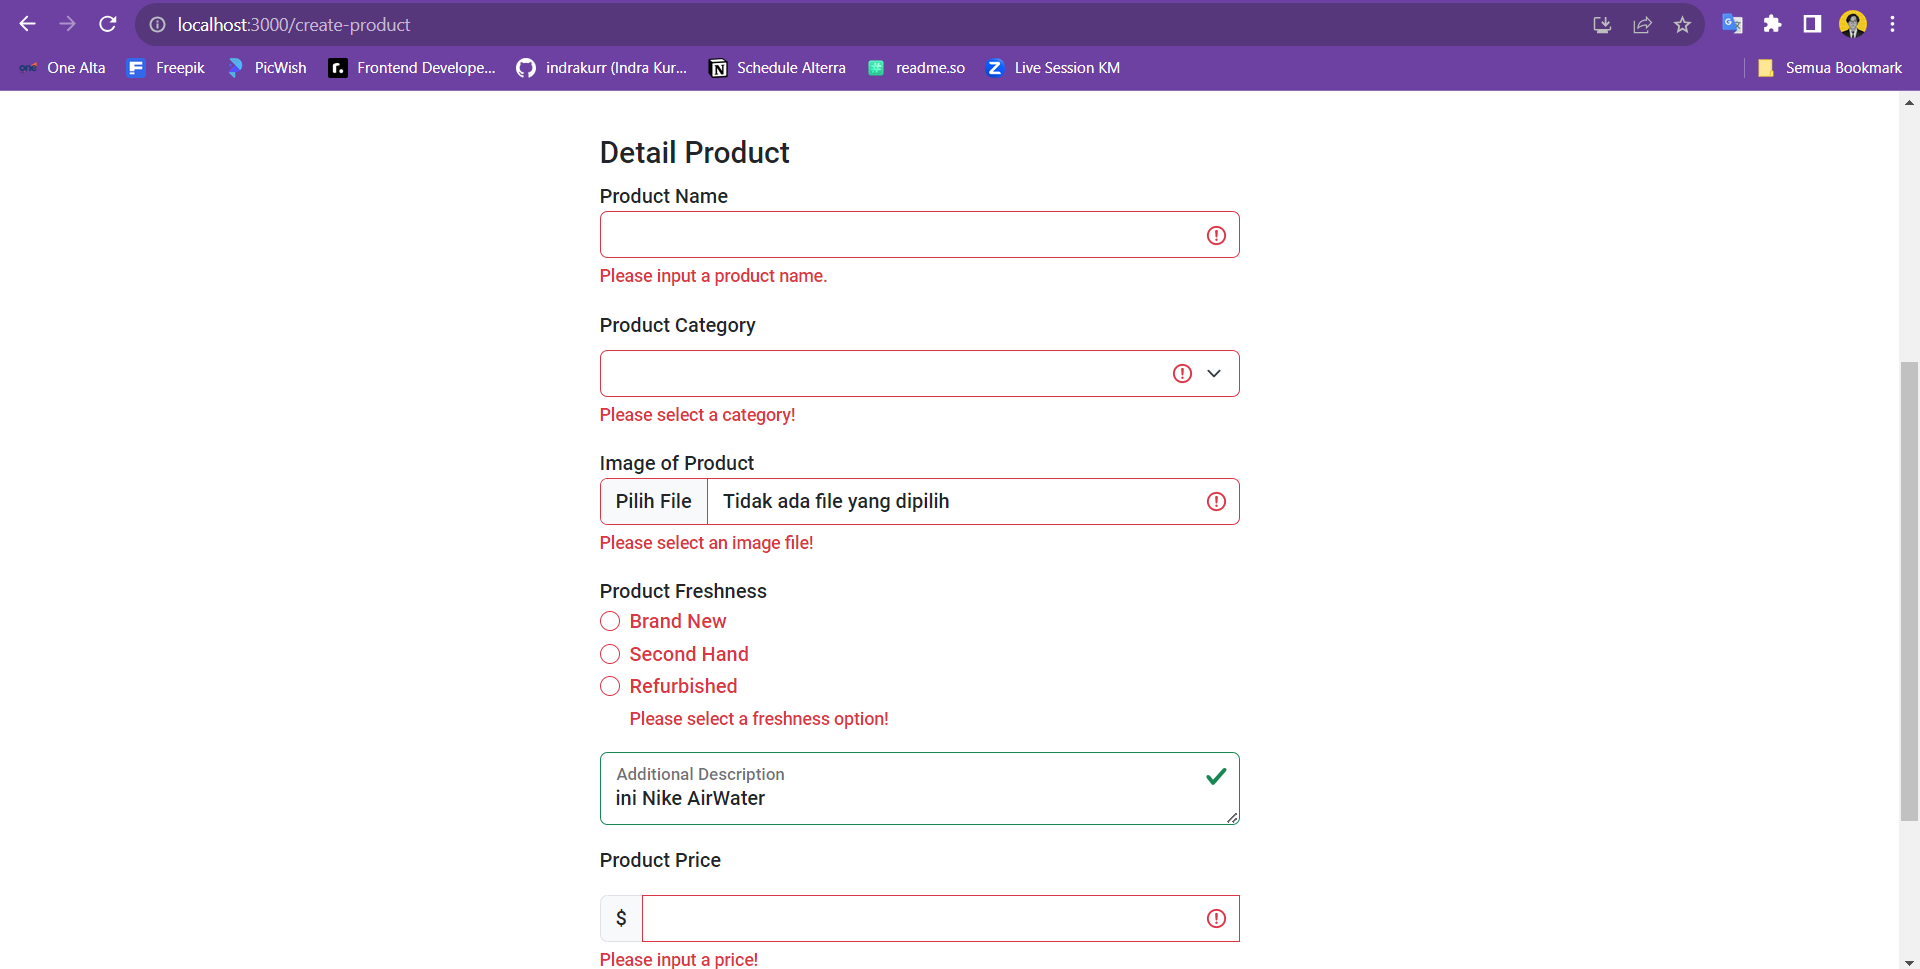 localhost:3000/create-product
One Alta Freepik PicWish Frontend Develope... indrakurr (Indra Kur... Schedule Alterra readme.so Live Session KM Semua Bookmark
Detail Product
Product Name
Please input a product name.
Product Category
Please select a category!
Image of Product
Pilih File Tidak ada file yang dipilih
Please select an image file!
Product Freshness
Brand New
Second Hand
Refurbished
Please select a freshness option!
Additional Description
ini Nike AirWater
Product Price
$
Please input a price!